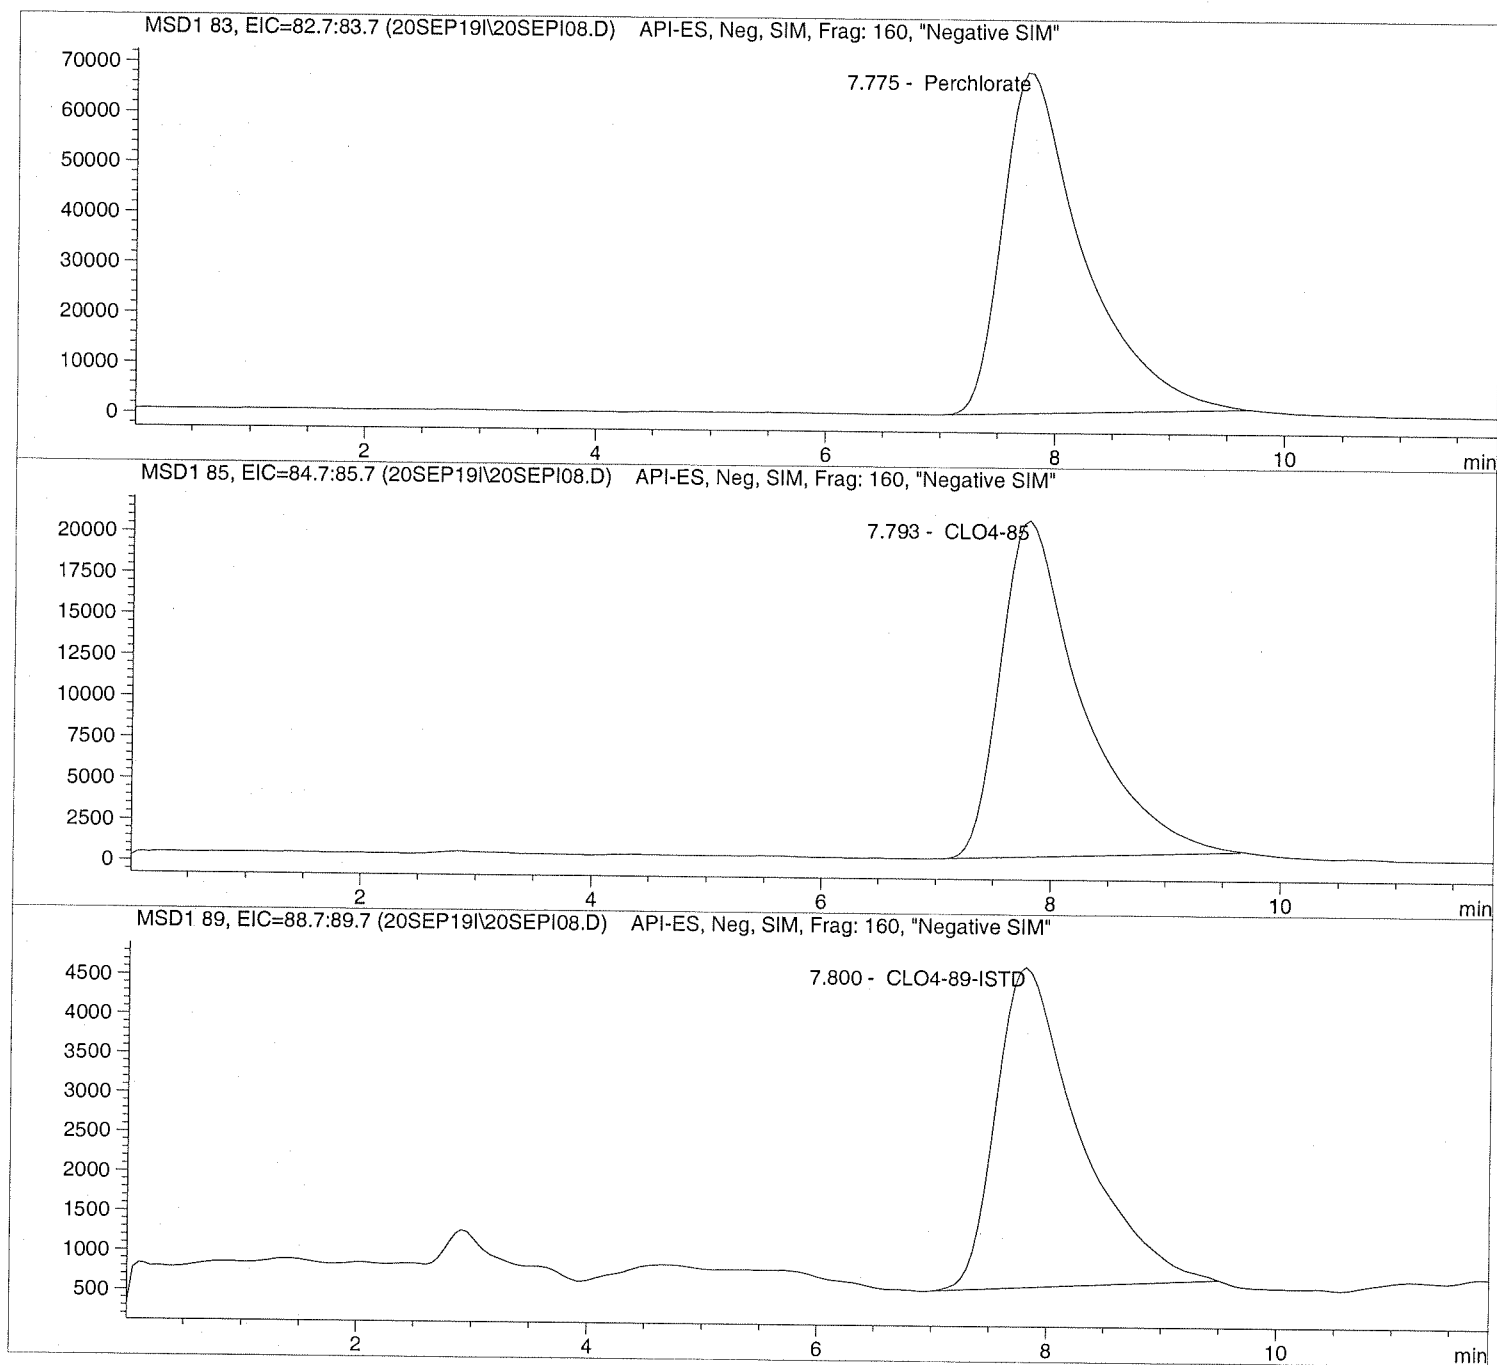 MSD1 83, EIC=82.7:83.7 (20SEP19I\20SEPI08.D) API-ES, Neg, SIM, Frag: 160, "Negative SIM"
70000
7.775 - Perchlorate
60000
50000
40000
30000
20000
10000
0
2 4 6 8 10 min
MSD1 85, EIC=84.7:85.7 (20SEP19I\20SEPI08.D) API-ES, Neg, SIM, Frag: 160, "Negative SIM"
20000
7.793 - CLO4-85
17500
15000
12500
10000
7500
5000
2500
0
2 4 6 8 10 min
MSD1 89, EIC=88.7:89.7 (20SEP19I\20SEPI08.D) API-ES, Neg, SIM, Frag: 160, "Negative SIM"
4500
7.800 - CLO4-89-ISTD
4000
3500
3000
2500
2000
1500
1000
500
2 4 6 8 10 min